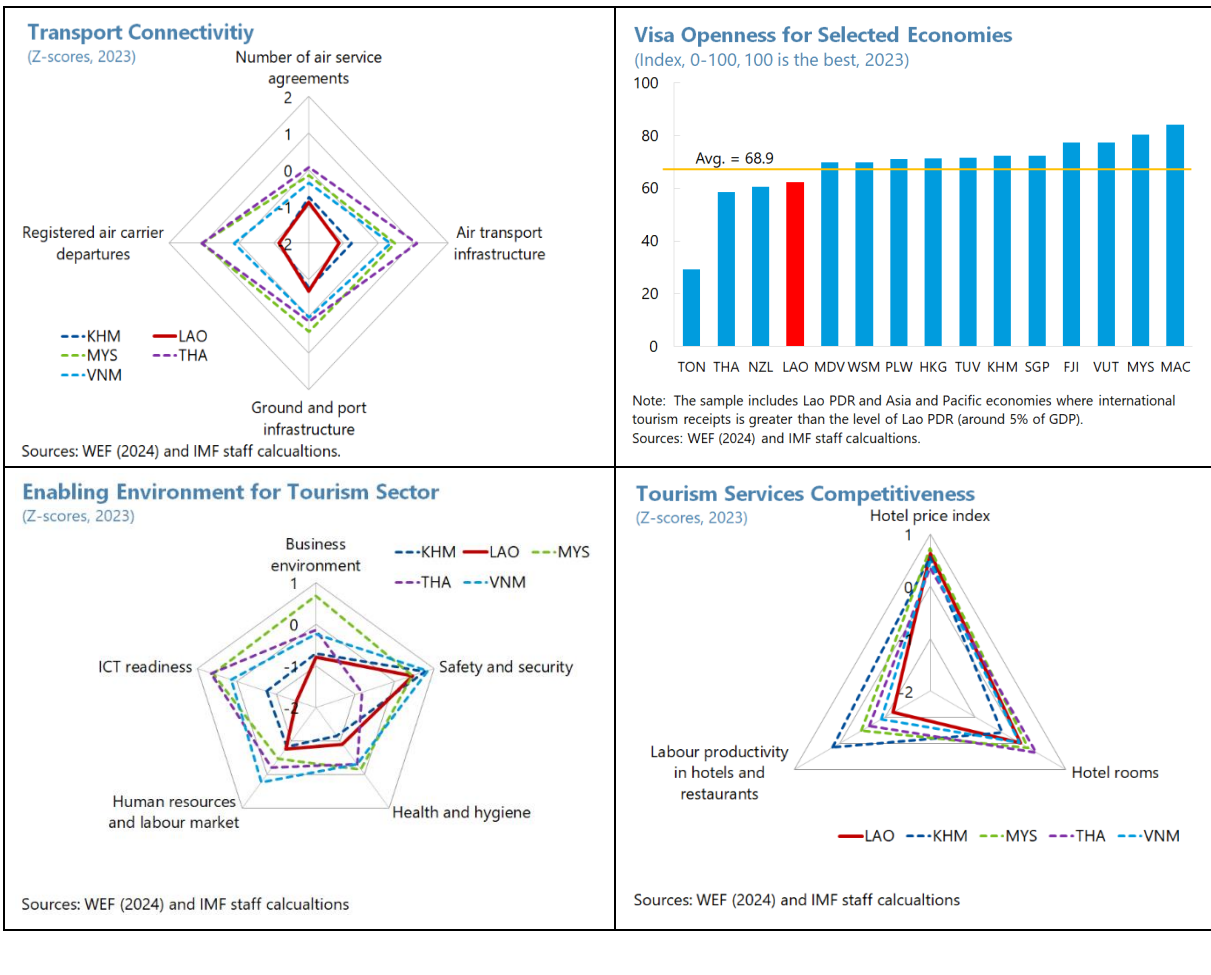 Transport Connectivitiy
(Z-scores, 2023)
Number of air service
agreements
2
1
0
-1
-2
Registered air carrier
departures
Air transport
infrastructure
KHM
LAO
MYS
THA
VNM
Ground and port
infrastructure
Sources: WEF (2024) and IMF staff calcualtions.
Visa Openness for Selected Economies
(Index, 0-100, 100 is the best, 2023)
100
80
Avg. = 68.9
60
40
20
0
TON THA NZL LAO MDV WSM PLW HKG TUV KHM SGP FJI VUT MYS MAC
Note: The sample includes Lao PDR and Asia and Pacific economies where international
tourism receipts is greater than the level of Lao PDR (around 5% of GDP).
Sources: WEF (2024) and IMF staff calcualtions.
Enabling Environment for Tourism Sector
(Z-scores, 2023)
Business
environment
KHM LAO MYS
THA VNM
1
0
-1
-2
ICT readiness
Safety and security
Human resources
and labour market
Health and hygiene
Sources: WEF (2024) and IMF staff calcualtions
Tourism Services Competitiveness
(Z-scores, 2023)
Hotel price index
1
0
-1
-2
Labour productivity
in hotels and
restaurants
Hotel rooms
LAO KHM MYS THA VNM
Sources: WEF (2024) and IMF staff calcualtions